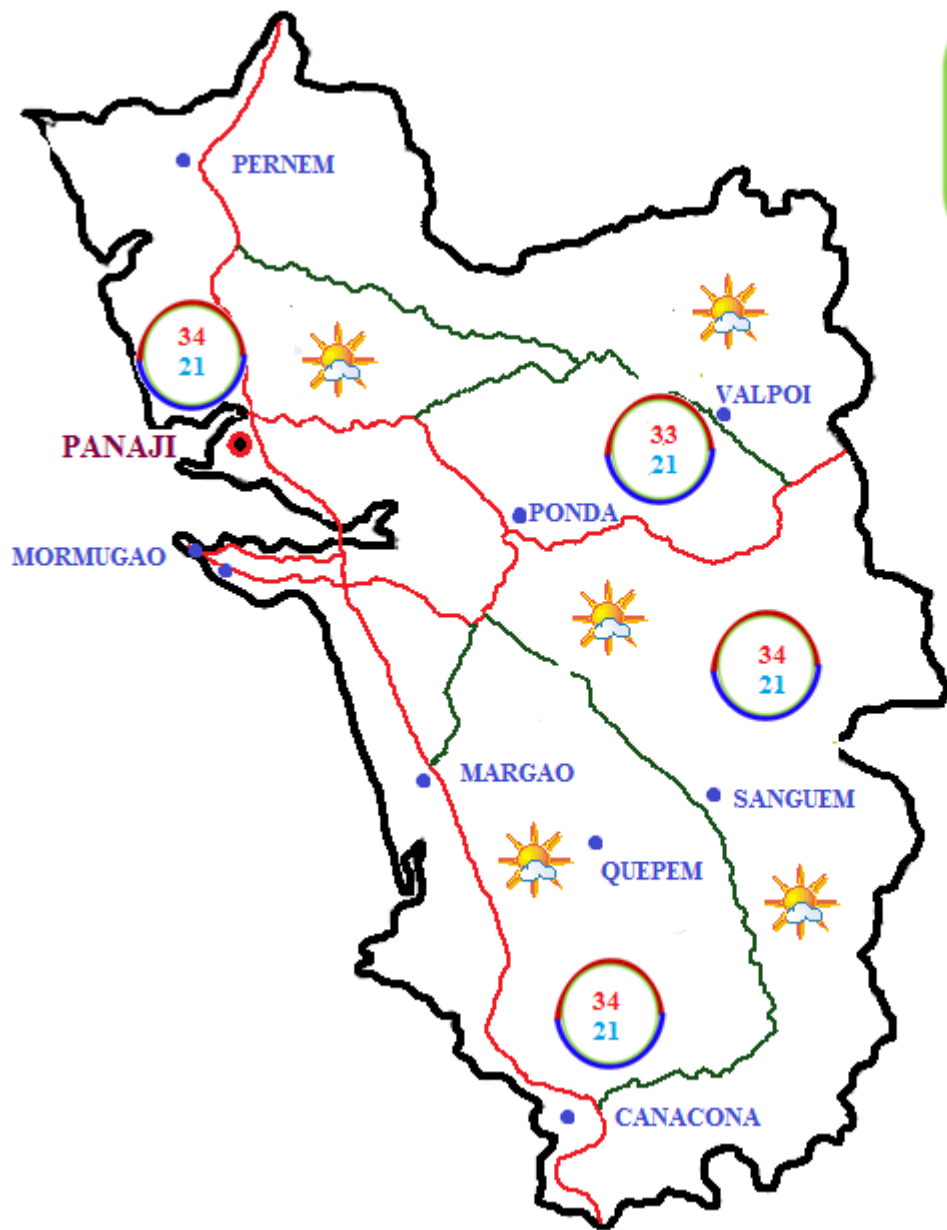 PERNEM
34
21
VALPOI
33
21
PANAJI
PONDA
MORMUGAO
34
21
MARGAO
SANGUEM
QUEPEM
34
21
CANACONA